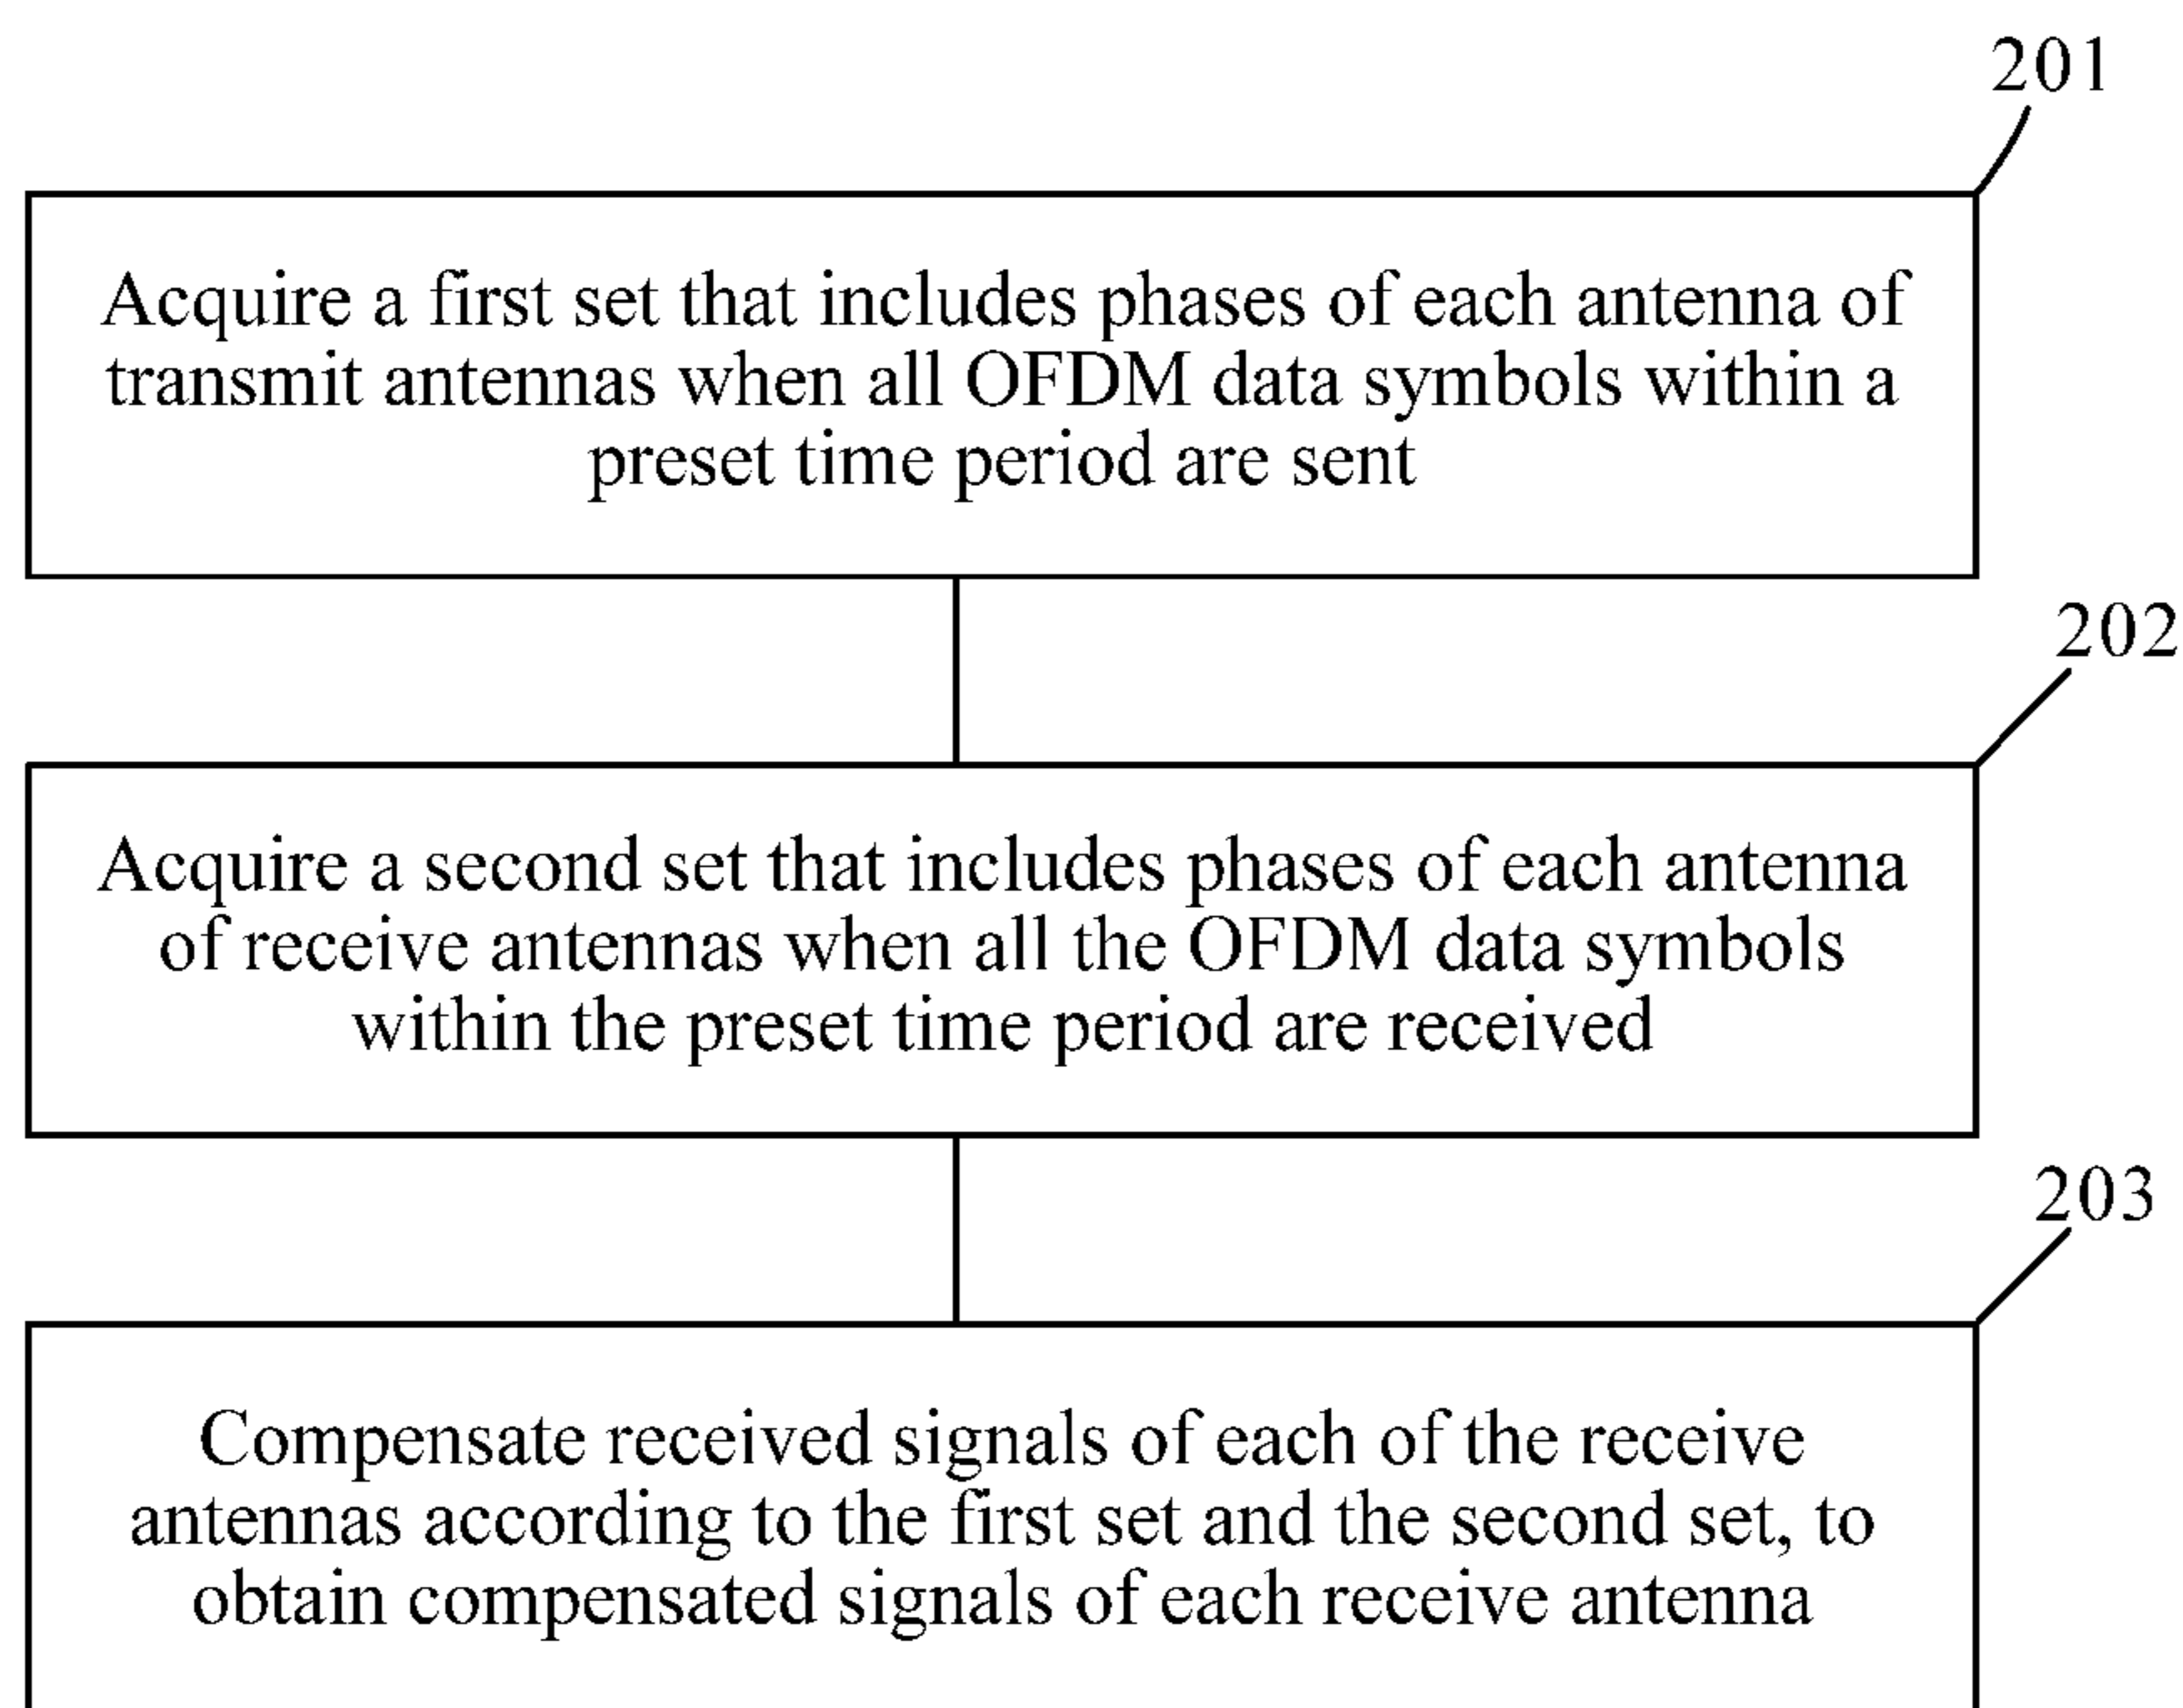 201
Acquire a first set that includes phases of each antenna of
transmit antennas when all OFDM data symbols within a
preset time period are sent
202
Acquire a second set that includes phases of each antenna
of receive antennas when all the OFDM data symbols
within the preset time period are received
203
Compensate received signals of each of the receive
antennas according to the first set and the second set, to
obtain compensated signals of each receive antenna